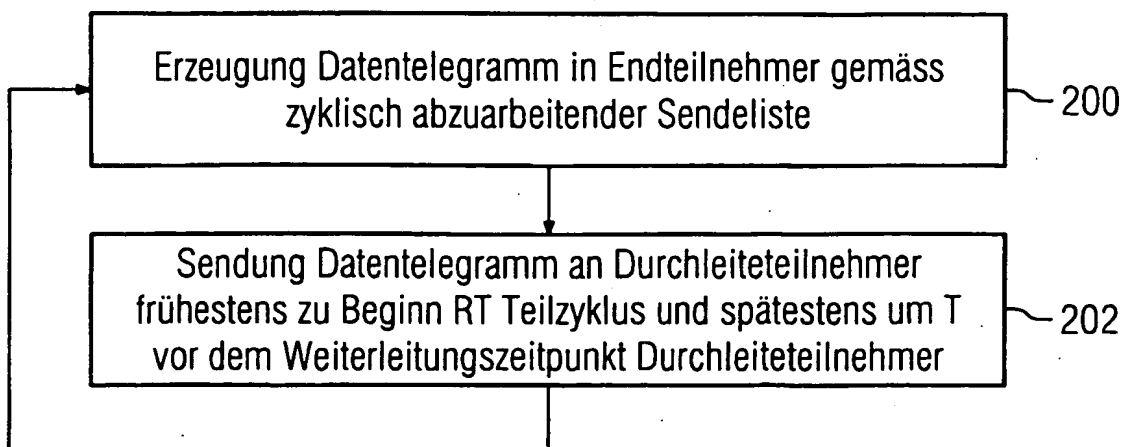 Erzeugung Datentelegramm in Endteilnehmer gemäss
zyklisch abzuarbeitender Sendeliste
200
Sendung Datentelegramm an Durchleiteteilnehmer
frühestens zu Beginn RT Teilzyklus und spätestens um T
vor dem Weiterleitungszeitpunkt Durchleiteteilnehmer
202